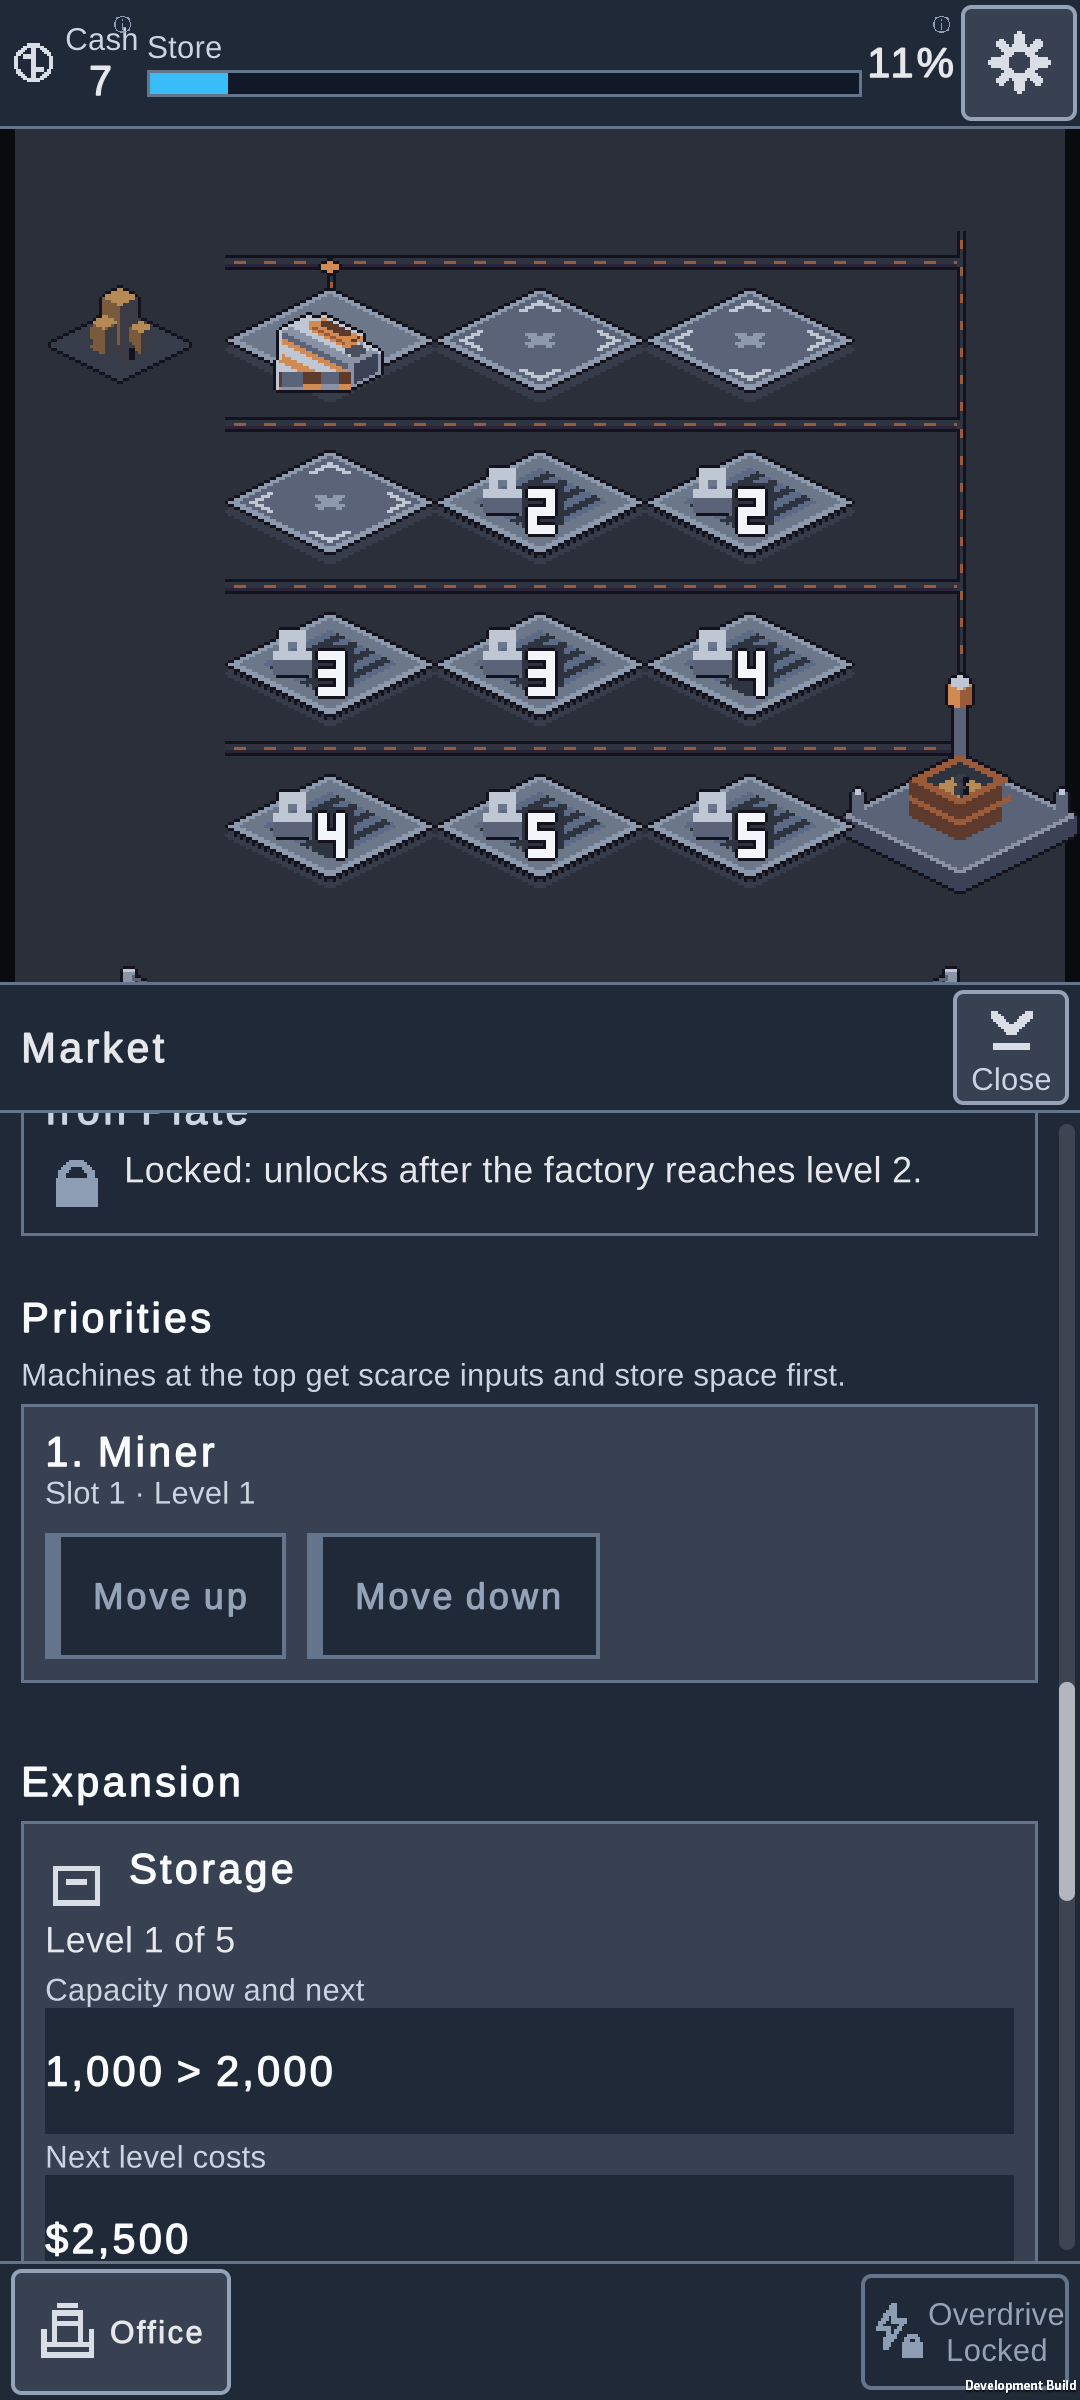 Cash
7
Store
11%
2
2
3
3
4
4
5
5
Market
Close
Iron Plate
Locked: unlocks after the factory reaches level 2.
Priorities
Machines at the top get scarce inputs and store space first.
1. Miner
Slot 1 · Level 1
Move up
Move down
Expansion
Storage
Level 1 of 5
Capacity now and next
1,000 > 2,000
Next level costs
$2,500
Office
Overdrive
Locked
Development Build